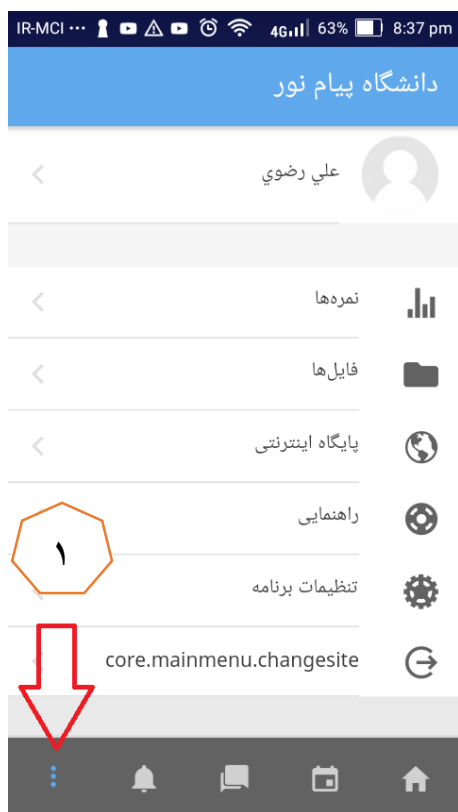 IR-MCI ··· 4G 63% 8:37 pm
دانشگاه پیام نور
علي رضوي
نمره‌ها
فایل‌ها
پایگاه اینترنتی
راهنمایی
۱
تنظیمات برنامه
core.mainmenu.changesite